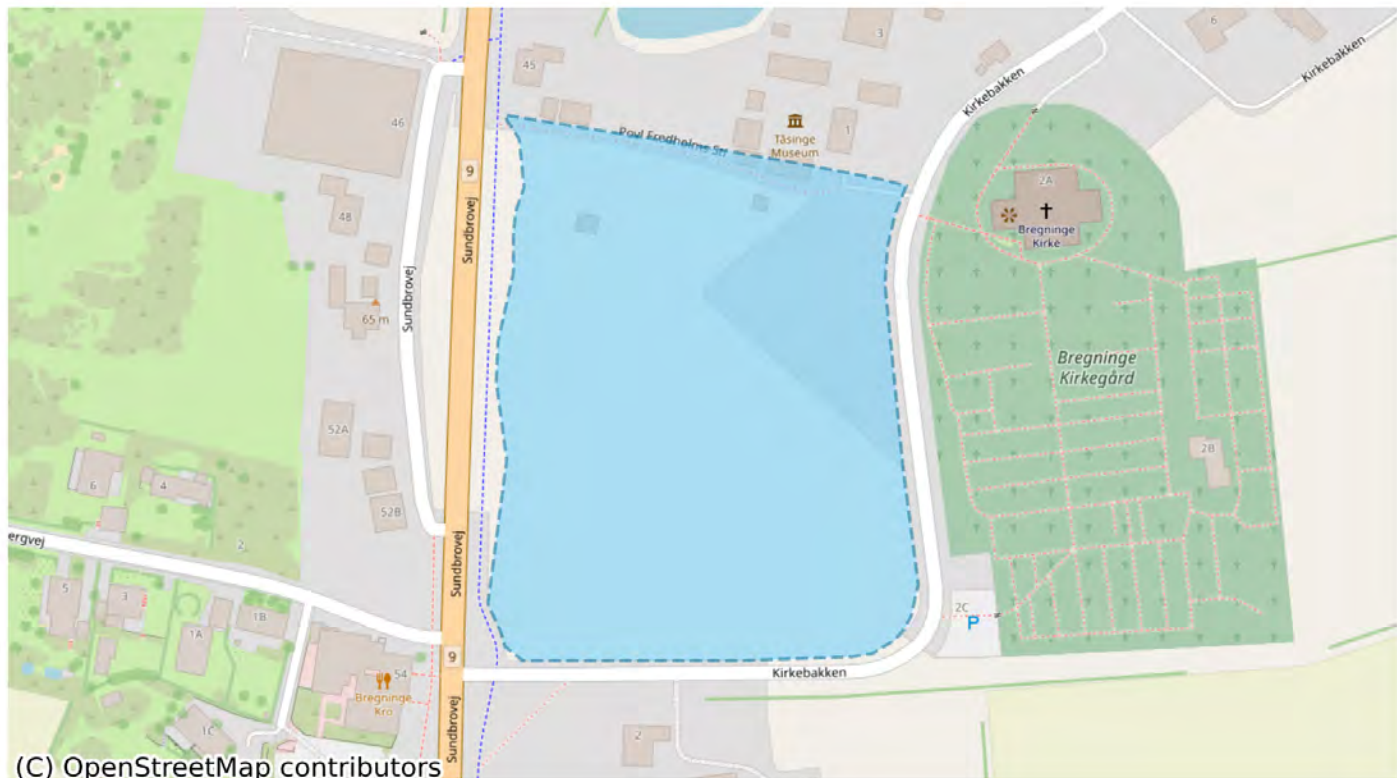 6
Kirkebakken
3
45
Kirkebakken
46
Poul Fredholms Sti
Tåsinge
Museum
1
9
2A
Bregninge
Kirke
48
Sundbrovej
Sundbrovej
65 m
Bregninge
Kirkegård
52A
2B
6
4
52B
ergvej
2
Sundbrovej
5
3
1B
1A
2C
P
9
54
Kirkebakken
Bregninge
Kro
Sundbrovej
1C
2
(C) OpenStreetMap contributors